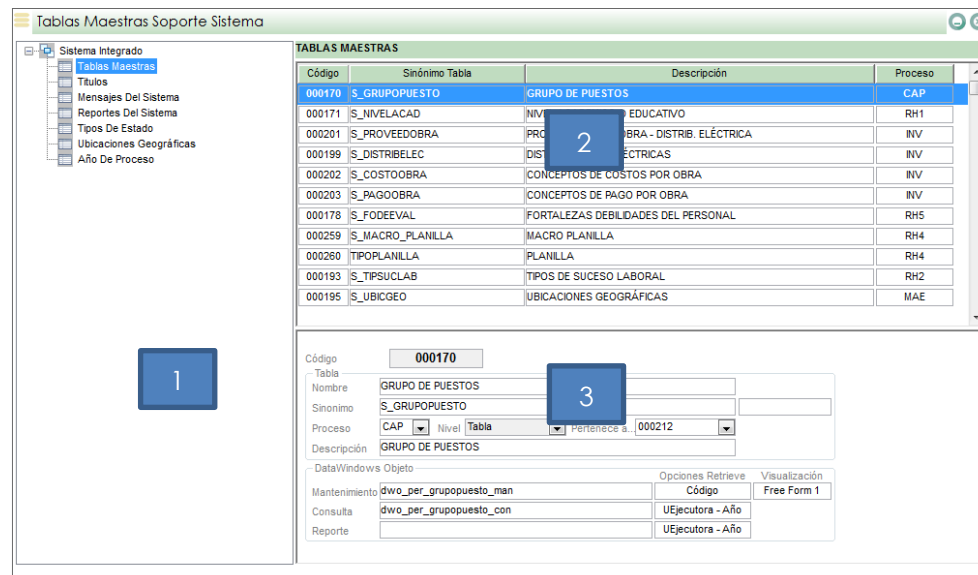 Tablas Maestras Soporte Sistema
Sistema Integrado
Tablas Maestras
Titulos
Mensajes Del Sistema
Reportes Del Sistema
Tipos De Estado
Ubicaciones Geográficas
Año De Proceso
1
TABLAS MAESTRAS
Código Sinónimo Tabla Descripción Proceso
000170 S_GRUPOPUESTO GRUPO DE PUESTOS CAP
000171 S_NIVELACAD EDUCATIVO RH1
000201 S_PROVEEDOBRA OBRA - DISTRIB. ELÉCTRICA INV
000199 S_DISTRIBELEC INV
000202 S_COSTOOBRA CONCEPTOS DE COSTOS POR OBRA INV
000203 S_PAGOOBRA CONCEPTOS DE PAGO POR OBRA INV
000178 S_FODEEVAL FORTALEZAS DEBILIDADES DEL PERSONAL RH5
000259 S_MACRO_PLANILLA MACRO PLANILLA RH4
000260 TIPOPLANILLA PLANILLA RH4
000193 S_TIPSUCLAB TIPOS DE SUCESO LABORAL RH2
000195 S_UBICGEO UBICACIONES GEOGRÁFICAS MAE
2
Código 000170
Tabla
Nombre GRUPO DE PUESTOS
Sinonimo S_GRUPOPUESTO
3
Proceso CAP Nivel Tabla Pertenece a... 000212
Descripción GRUPO DE PUESTOS
DataWindows Objeto Opciones Retrieve Visualización
Mantenimiento dwo_per_grupopuesto_man Código Free Form 1
Consulta dwo_per_grupopuesto_con UEjecutora - Año
Reporte UEjecutora - Año